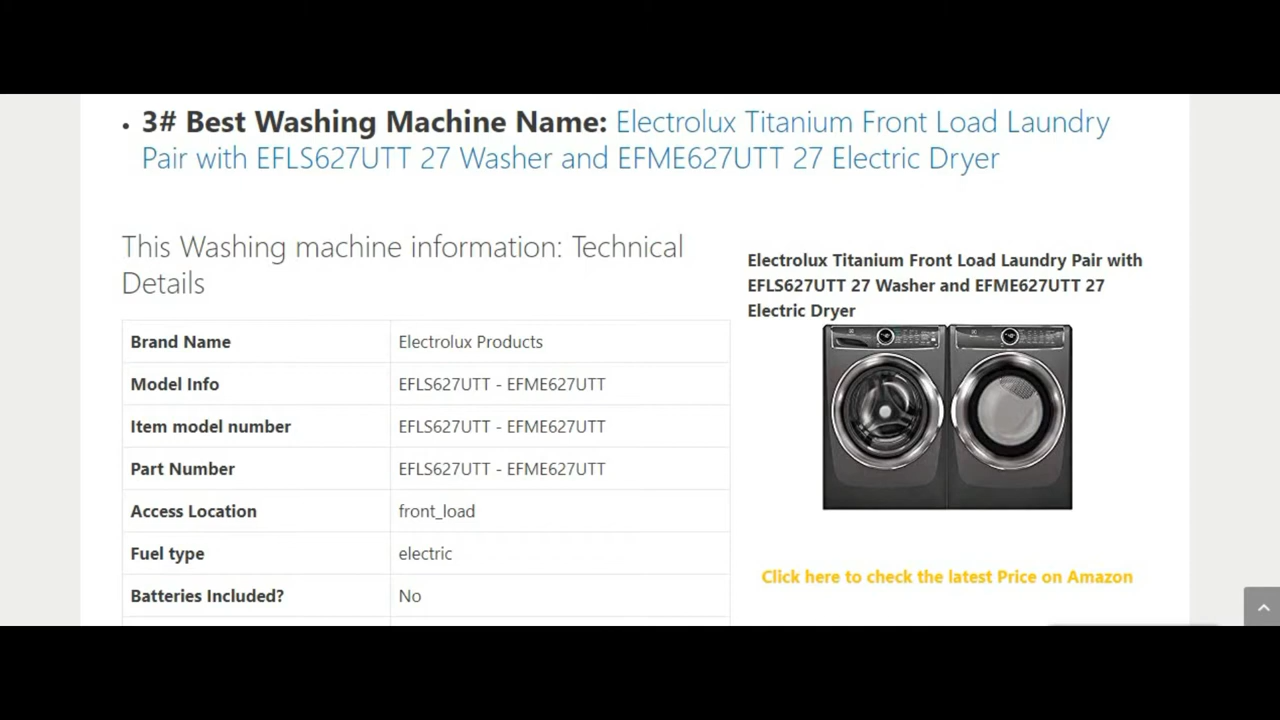 3# Best Washing Machine Name: Electrolux Titanium Front Load Laundry
Pair with EFLS627UTT 27 Washer and EFME627UTT 27 Electric Dryer
This Washing machine information: Technical
Details
Brand Name Electrolux Products
Model Info EFLS627UTT - EFME627UTT
Item model number EFLS627UTT - EFME627UTT
Part Number EFLS627UTT - EFME627UTT
Access Location front_load
Fuel type electric
Batteries Included? No
Electrolux Titanium Front Load Laundry Pair with
EFLS627UTT 27 Washer and EFME627UTT 27
Electric Dryer
Click here to check the latest Price on Amazon